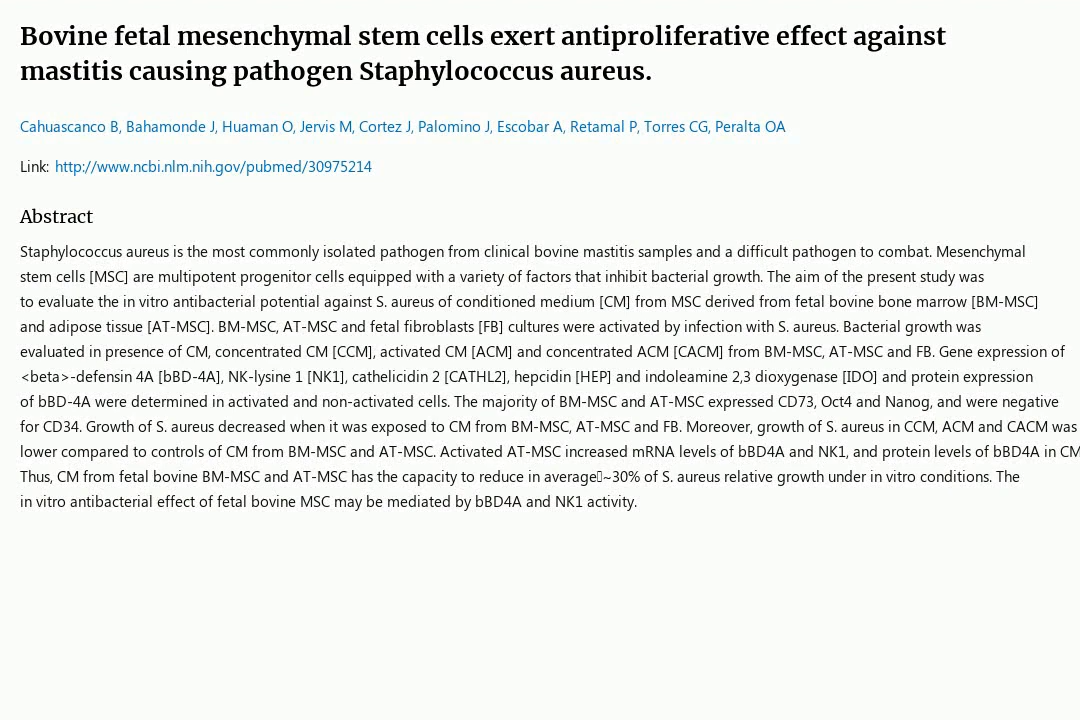 Bovine fetal mesenchymal stem cells exert antiproliferative effect against
mastitis causing pathogen Staphylococcus aureus.
Cahuascanco B, Bahamonde J, Huaman O, Jervis M, Cortez J, Palomino J, Escobar A, Retamal P, Torres CG, Peralta OA
Link: http://www.ncbi.nlm.nih.gov/pubmed/30975214
Abstract
Staphylococcus aureus is the most commonly isolated pathogen from clinical bovine mastitis samples and a difficult pathogen to combat. Mesenchymal
stem cells [MSC] are multipotent progenitor cells equipped with a variety of factors that inhibit bacterial growth. The aim of the present study was
to evaluate the in vitro antibacterial potential against S. aureus of conditioned medium [CM] from MSC derived from fetal bovine bone marrow [BM-MSC]
and adipose tissue [AT-MSC]. BM-MSC, AT-MSC and fetal fibroblasts [FB] cultures were activated by infection with S. aureus. Bacterial growth was
evaluated in presence of CM, concentrated CM [CCM], activated CM [ACM] and concentrated ACM [CACM] from BM-MSC, AT-MSC and FB. Gene expression of
<beta>-defensin 4A [bBD-4A], NK-lysine 1 [NK1], cathelicidin 2 [CATHL2], hepcidin [HEP] and indoleamine 2,3 dioxygenase [IDO] and protein expression
of bBD-4A were determined in activated and non-activated cells. The majority of BM-MSC and AT-MSC expressed CD73, Oct4 and Nanog, and were negative
for CD34. Growth of S. aureus decreased when it was exposed to CM from BM-MSC, AT-MSC and FB. Moreover, growth of S. aureus in CCM, ACM and CACM was
lower compared to controls of CM from BM-MSC and AT-MSC. Activated AT-MSC increased mRNA levels of bBD4A and NK1, and protein levels of bBD4A in CM
Thus, CM from fetal bovine BM-MSC and AT-MSC has the capacity to reduce in average ~30% of S. aureus relative growth under in vitro conditions. The
in vitro antibacterial effect of fetal bovine MSC may be mediated by bBD4A and NK1 activity.